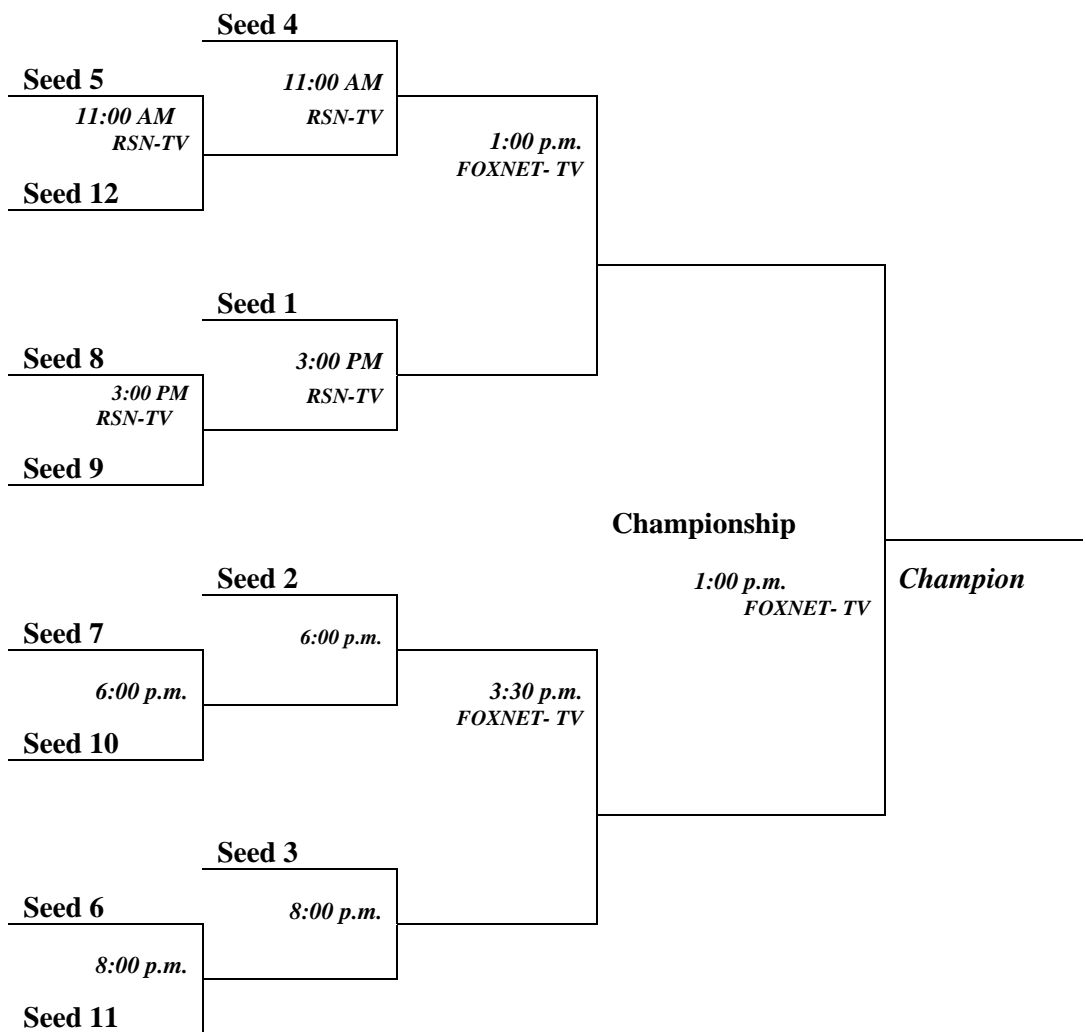 Seed 4
Seed 5
11:00 AM
RSN-TV
11:00 AM
RSN-TV
Seed 12
1:00 p.m.
FOXNET- TV
Seed 1
Seed 8
3:00 PM
RSN-TV
3:00 PM
RSN-TV
Seed 9
Championship
1:00 p.m.
FOXNET- TV
Champion
Seed 2
Seed 7
6:00 p.m.
6:00 p.m.
Seed 10
3:30 p.m.
FOXNET- TV
Seed 3
Seed 6
8:00 p.m.
8:00 p.m.
Seed 11